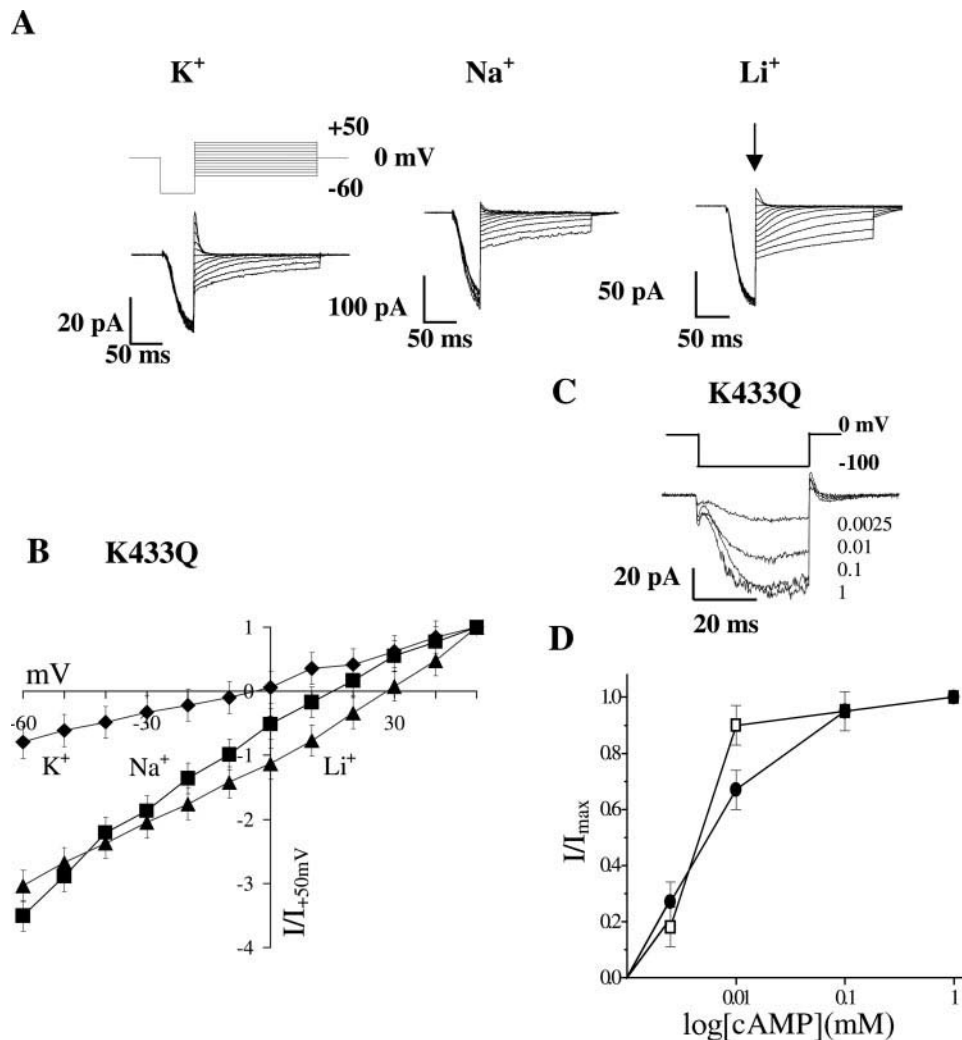 A
K⁺
Na⁺
Li⁺
+50
0 mV
-60
20 pA
50 ms
100 pA
50 ms
50 pA
50 ms
C
K433Q
0 mV
-100
0.0025
0.01
0.1
1
20 pA
20 ms
B
K433Q
mV
1
0
-1
-2
-3
-4
-60
-30
30
K⁺
Na⁺
Li⁺
I/I+50mV
D
1.0
0.8
0.6
0.4
0.2
0.0
I/Imax
0.01
0.1
1
log[cAMP](mM)